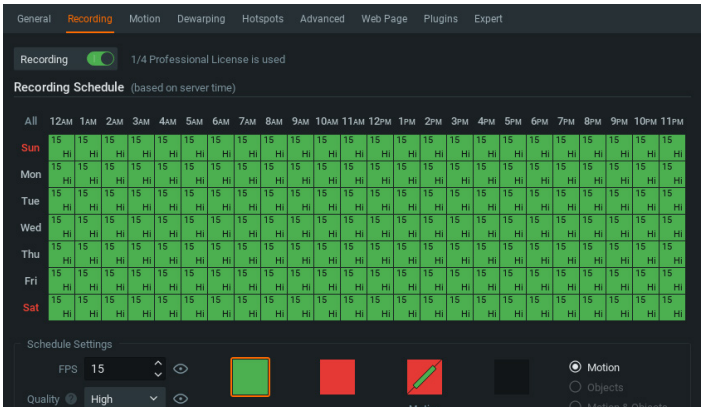 General Recording Motion Dewarping Hotspots Advanced Web Page Plugins Expert
Recording 1/4 Professional License is used
Recording Schedule (based on server time)
All 12AM 1AM 2AM 3AM 4AM 5AM 6AM 7AM 8AM 9AM 10AM 11AM 12PM 1PM 2PM 3PM 4PM 5PM 6PM 7PM 8PM 9PM 10PM 11PM
15 15 15 15 15 15 15 15 15 15 15 15 15 15 15 15 15 15 15 15 15 15 15 15
Sun Hi Hi Hi Hi Hi Hi Hi Hi Hi Hi Hi Hi Hi Hi Hi Hi Hi Hi Hi Hi Hi Hi Hi Hi
15 15 15 15 15 15 15 15 15 15 15 15 15 15 15 15 15 15 15 15 15 15 15 15
Mon Hi Hi Hi Hi Hi Hi Hi Hi Hi Hi Hi Hi Hi Hi Hi Hi Hi Hi Hi Hi Hi Hi Hi Hi
15 15 15 15 15 15 15 15 15 15 15 15 15 15 15 15 15 15 15 15 15 15 15 15
Tue Hi Hi Hi Hi Hi Hi Hi Hi Hi Hi Hi Hi Hi Hi Hi Hi Hi Hi Hi Hi Hi Hi Hi Hi
15 15 15 15 15 15 15 15 15 15 15 15 15 15 15 15 15 15 15 15 15 15 15 15
Wed Hi Hi Hi Hi Hi Hi Hi Hi Hi Hi Hi Hi Hi Hi Hi Hi Hi Hi Hi Hi Hi Hi Hi Hi
15 15 15 15 15 15 15 15 15 15 15 15 15 15 15 15 15 15 15 15 15 15 15 15
Thu Hi Hi Hi Hi Hi Hi Hi Hi Hi Hi Hi Hi Hi Hi Hi Hi Hi Hi Hi Hi Hi Hi Hi Hi
15 15 15 15 15 15 15 15 15 15 15 15 15 15 15 15 15 15 15 15 15 15 15 15
Fri Hi Hi Hi Hi Hi Hi Hi Hi Hi Hi Hi Hi Hi Hi Hi Hi Hi Hi Hi Hi Hi Hi Hi Hi
15 15 15 15 15 15 15 15 15 15 15 15 15 15 15 15 15 15 15 15 15 15 15 15
Sat Hi Hi Hi Hi Hi Hi Hi Hi Hi Hi Hi Hi Hi Hi Hi Hi Hi Hi Hi Hi Hi Hi Hi Hi
Schedule Settings
FPS 15 Motion
Objects
Quality ? High
Motion & Objects